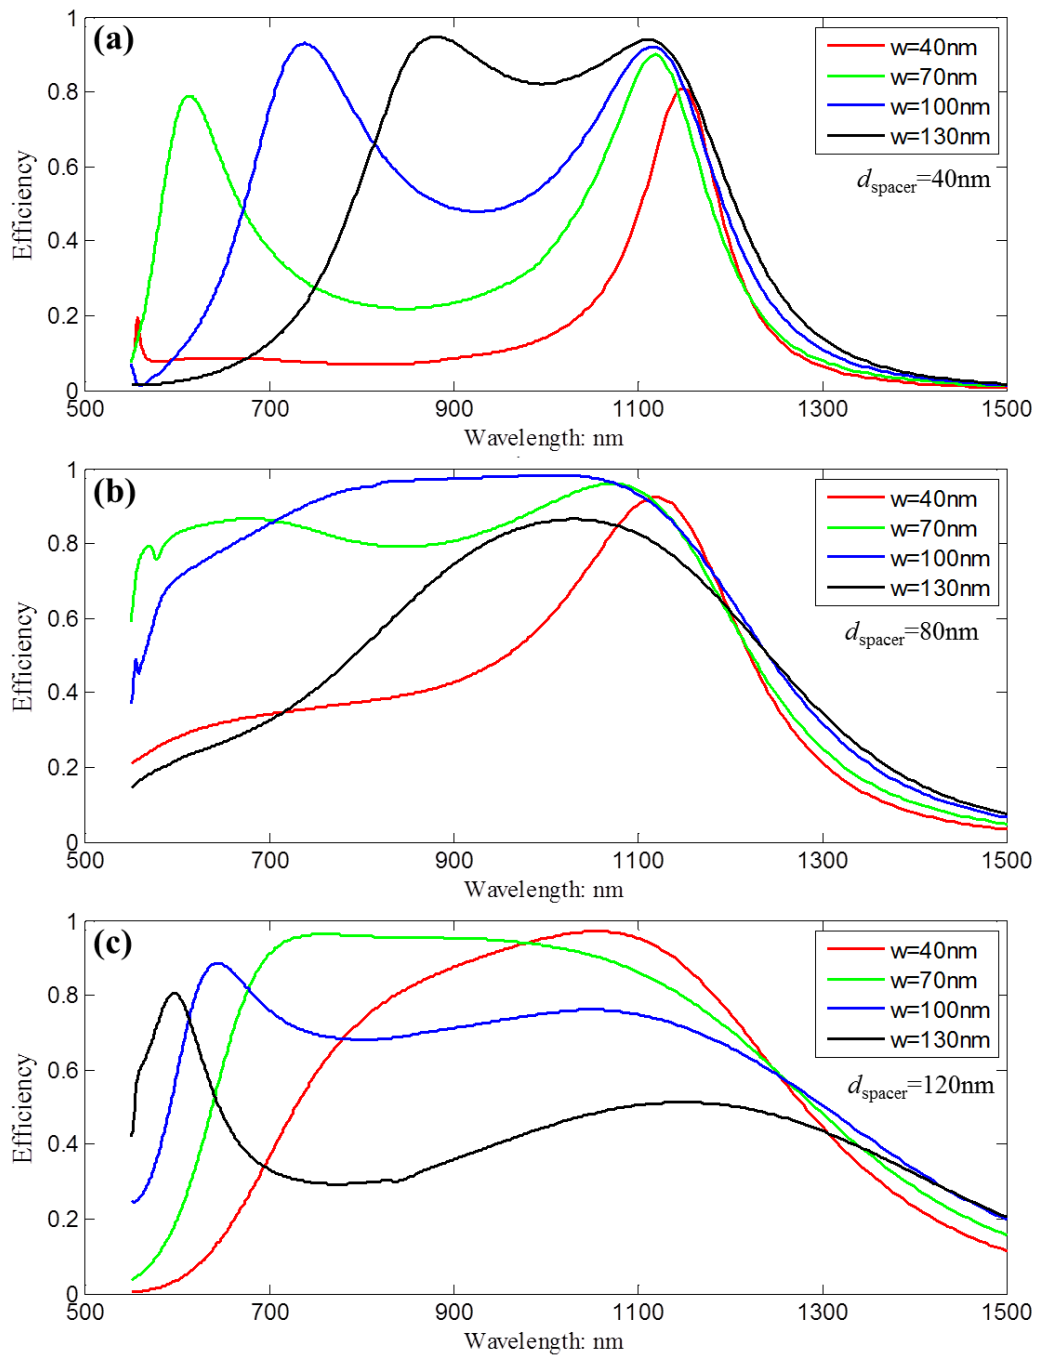 (a)
1
0.8
0.6
0.4
0.2
0
Efficiency
w=40nm
w=70nm
w=100nm
w=130nm
dspacer=40nm
500 700 900 1100 1300 1500
Wavelength: nm
(b)
1
0.8
0.6
0.4
0.2
0
Efficiency
w=40nm
w=70nm
w=100nm
w=130nm
dspacer=80nm
500 700 900 1100 1300 1500
Wavelength: nm
(c)
1
0.8
0.6
0.4
0.2
0
Efficiency
w=40nm
w=70nm
w=100nm
w=130nm
dspacer=120nm
500 700 900 1100 1300 1500
Wavelength: nm